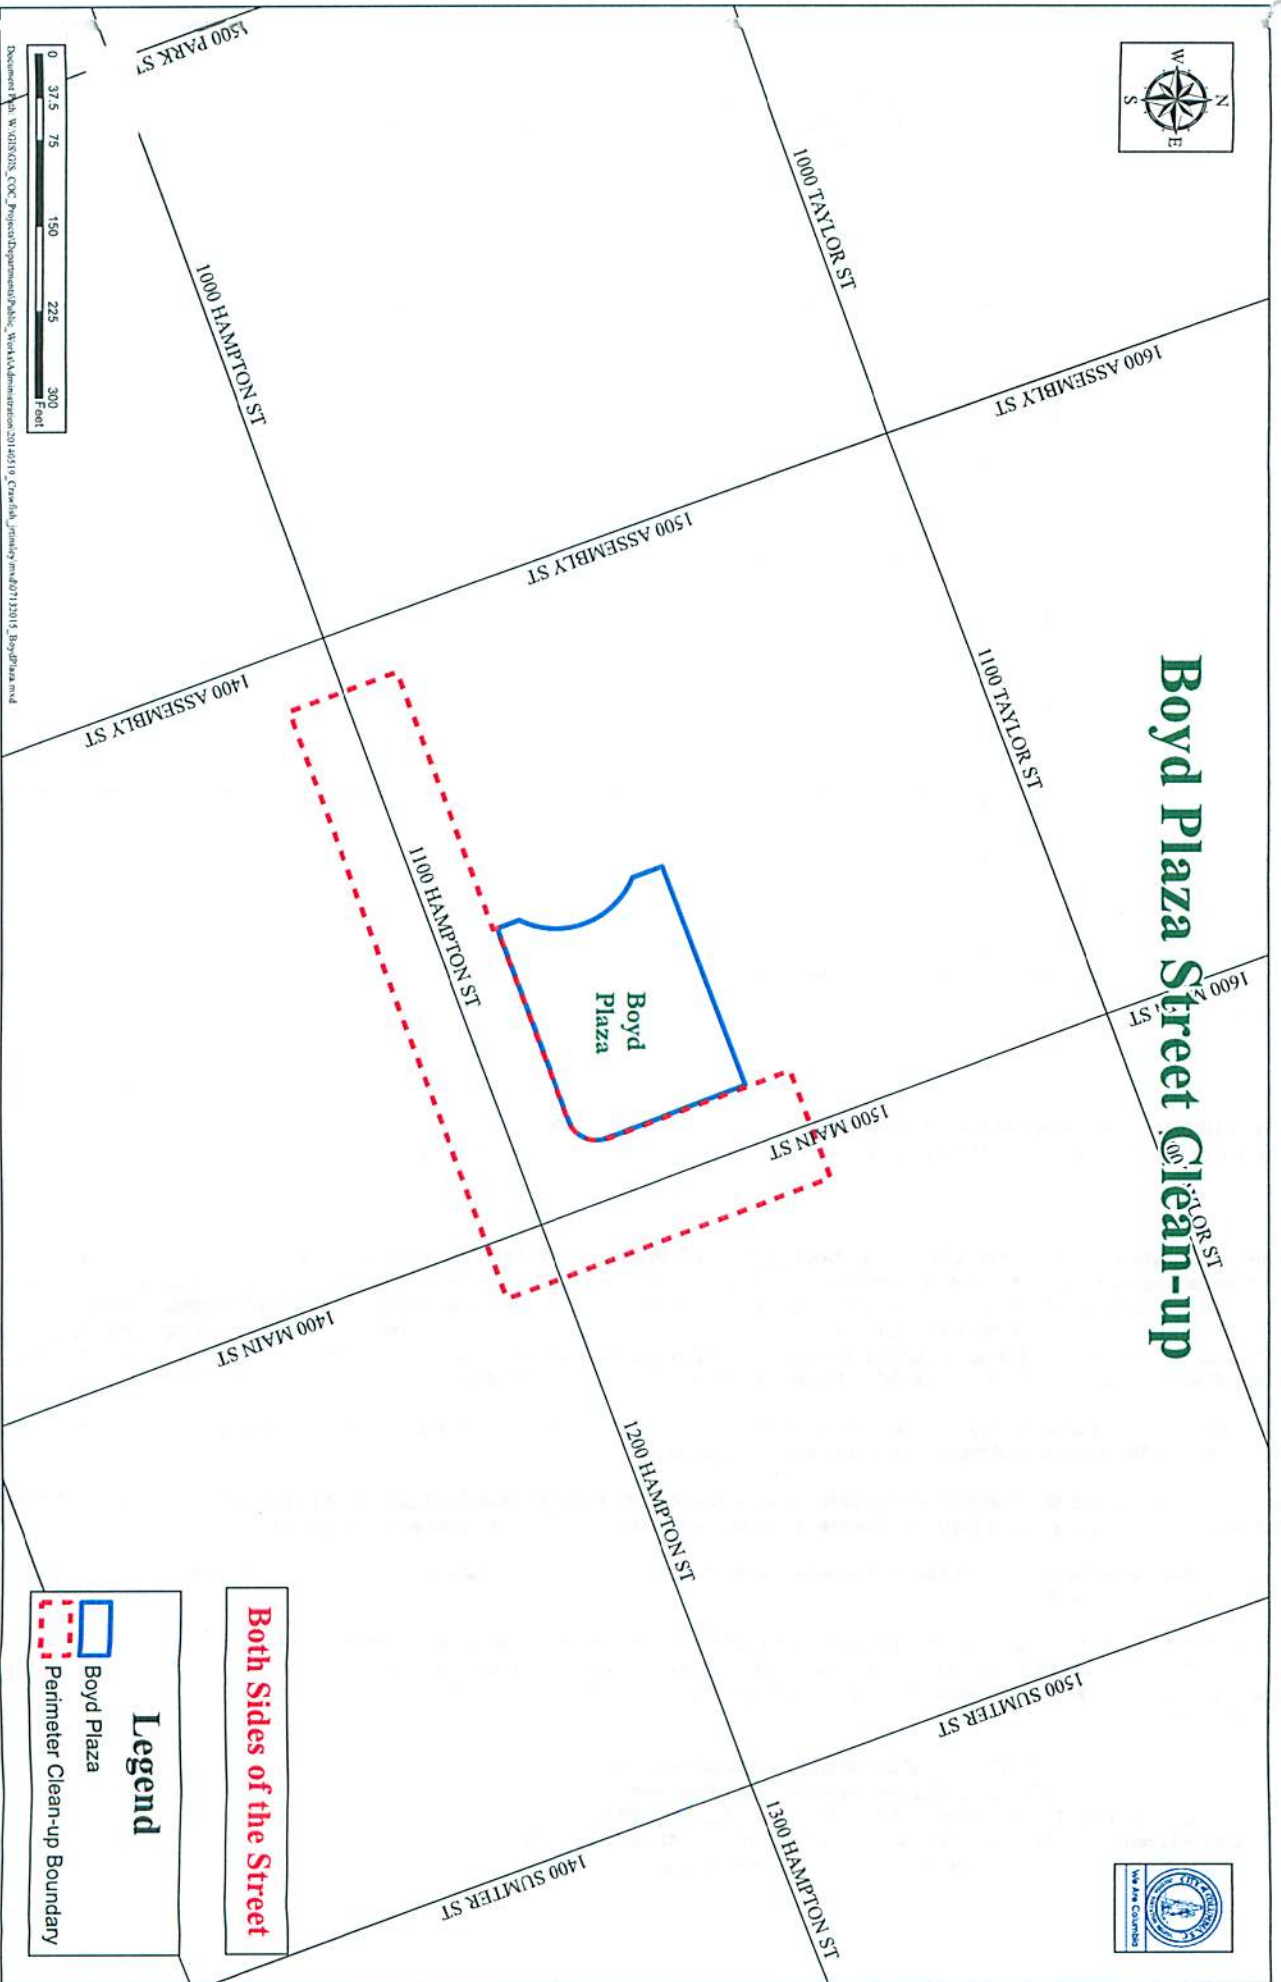 Boyd Plaza Street Clean-up
N
W
E
S
We Are Columbia
1600 ASSEMBLY ST
1000 TAYLOR ST
1100 TAYLOR ST
1600 ST
ST
1500 ASSEMBLY ST
1500 MAIN ST
1500 SUMTER ST
Boyd
Plaza
1500 PARK ST
1000 HAMPTON ST
1100 HAMPTON ST
1200 HAMPTON ST
1300 HAMPTON ST
1400 ASSEMBLY ST
1400 MAIN ST
1400 SUMTER ST
Both Sides of the Street
Legend
Boyd Plaza
Perimeter Clean-up Boundary
0 37.5 75 150 225 300
Feet